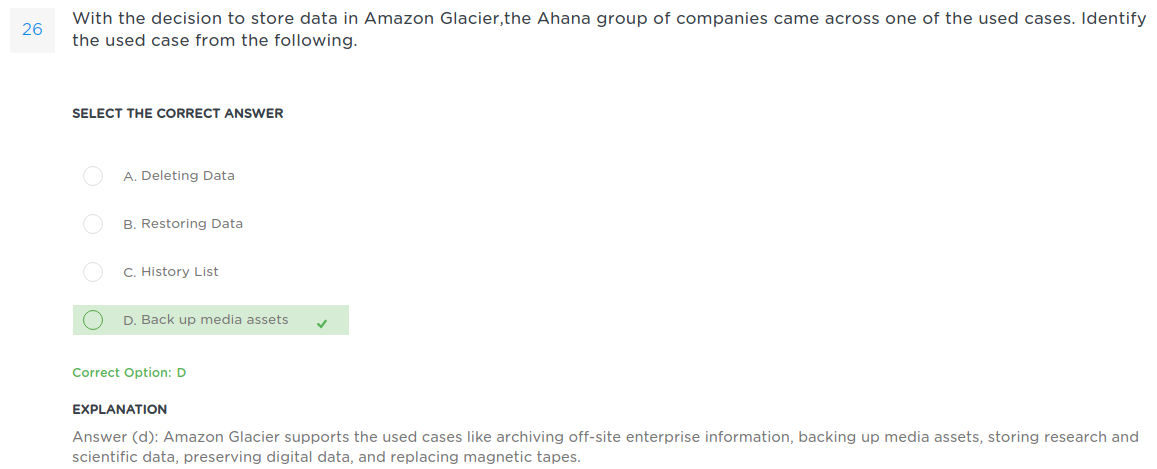 26
With the decision to store data in Amazon Glacier,the Ahana group of companies came across one of the used cases. Identify
the used case from the following.
SELECT THE CORRECT ANSWER
A. Deleting Data
B. Restoring Data
C. History List
D. Back up media assets
Correct Option: D
EXPLANATION
Answer (d): Amazon Glacier supports the used cases like archiving off-site enterprise information, backing up media assets, storing research and
scientific data, preserving digital data, and replacing magnetic tapes.